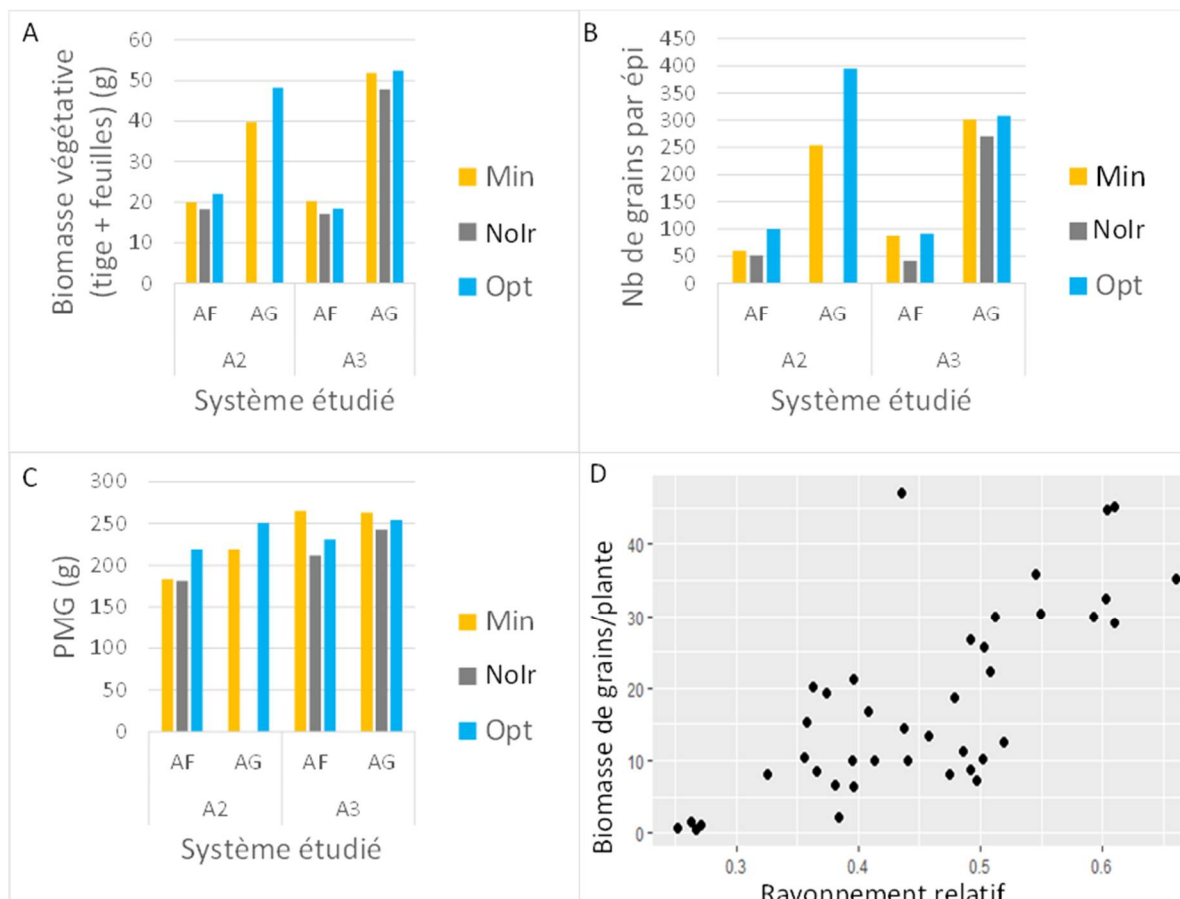 A
Biomasse végétative
(tige + feuilles) (g)
60
50
40
30
20
10
0
AF AG AF AG
A2 A3
Système étudié
Min
NoIr
Opt
B
Nb de grains par épi
450
400
350
300
250
200
150
100
50
0
AF AG AF AG
A2 A3
Système étudié
Min
NoIr
Opt
C
PMG (g)
300
250
200
150
100
50
0
AF AG AF AG
A2 A3
Système étudié
Min
NoIr
Opt
D
Biomasse de grains/plante
40
30
20
10
0
0.3 0.4 0.5 0.6
Rayonnement relatif